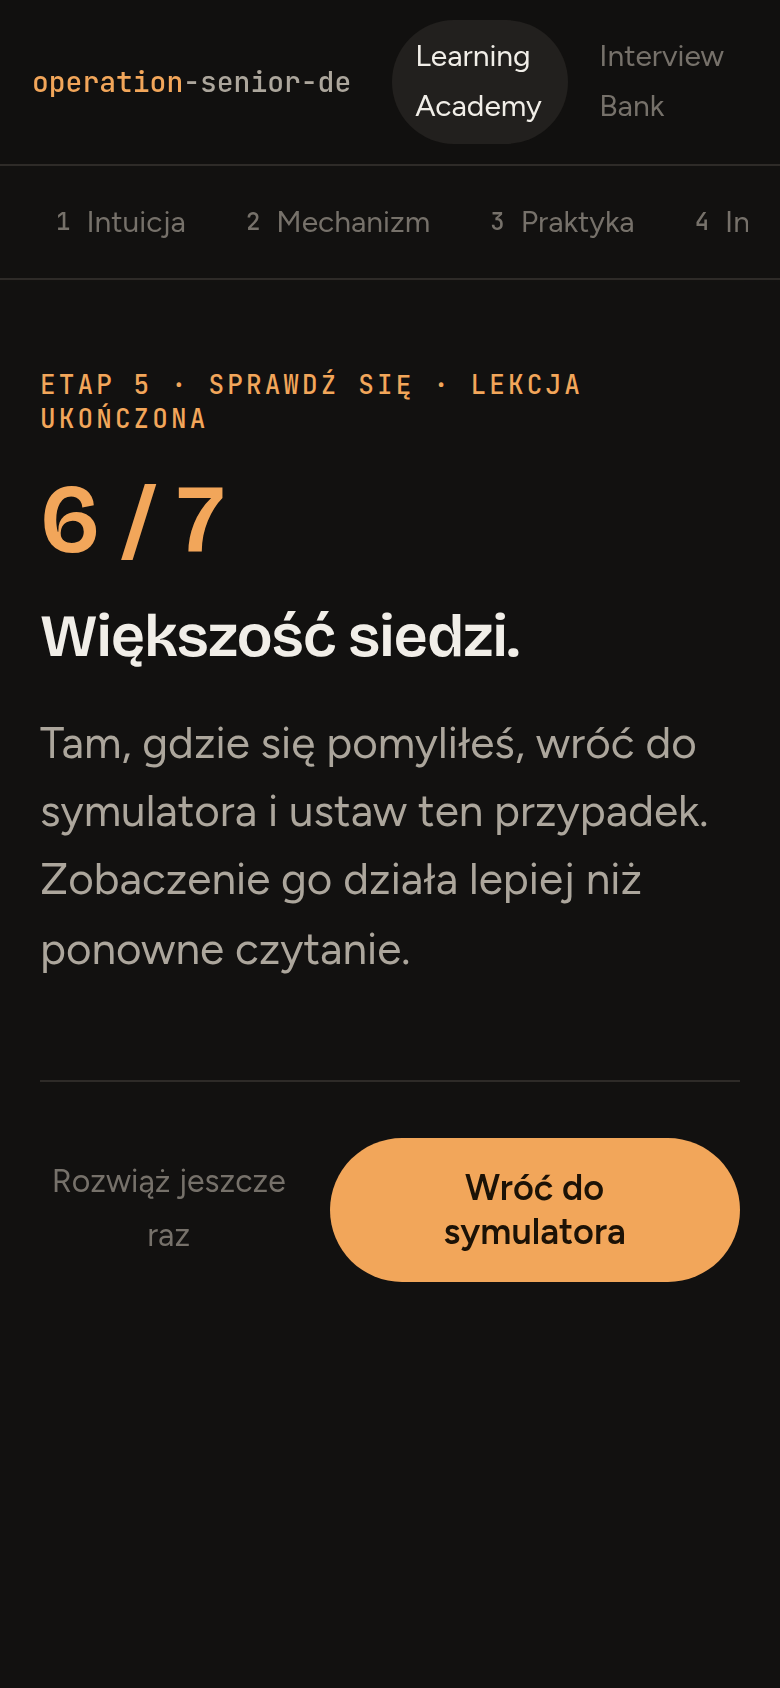 operation-senior-de
Learning
Academy
Interview
Bank
1 Intuicja 2 Mechanizm 3 Praktyka 4 In
ETAP 5 · SPRAWDŹ SIĘ · LEKCJA
UKOŃCZONA
6 / 7
Większość siedzi.
Tam, gdzie się pomyliłeś, wróć do
symulatora i ustaw ten przypadek.
Zobaczenie go działa lepiej niż
ponowne czytanie.
Rozwiąż jeszcze
raz
Wróć do
symulatora